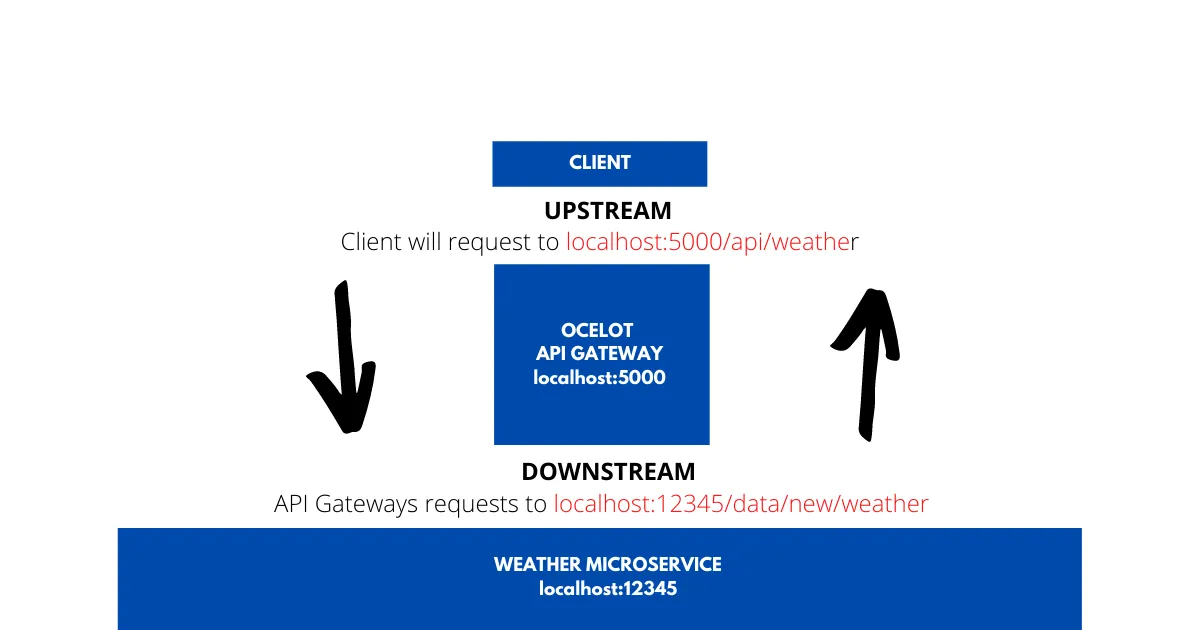 CLIENT
UPSTREAM
Client will request to localhost:5000/api/weather
OCELOT
API GATEWAY
localhost:5000
DOWNSTREAM
API Gateways requests to localhost:12345/data/new/weather
WEATHER MICROSERVICE
localhost:12345